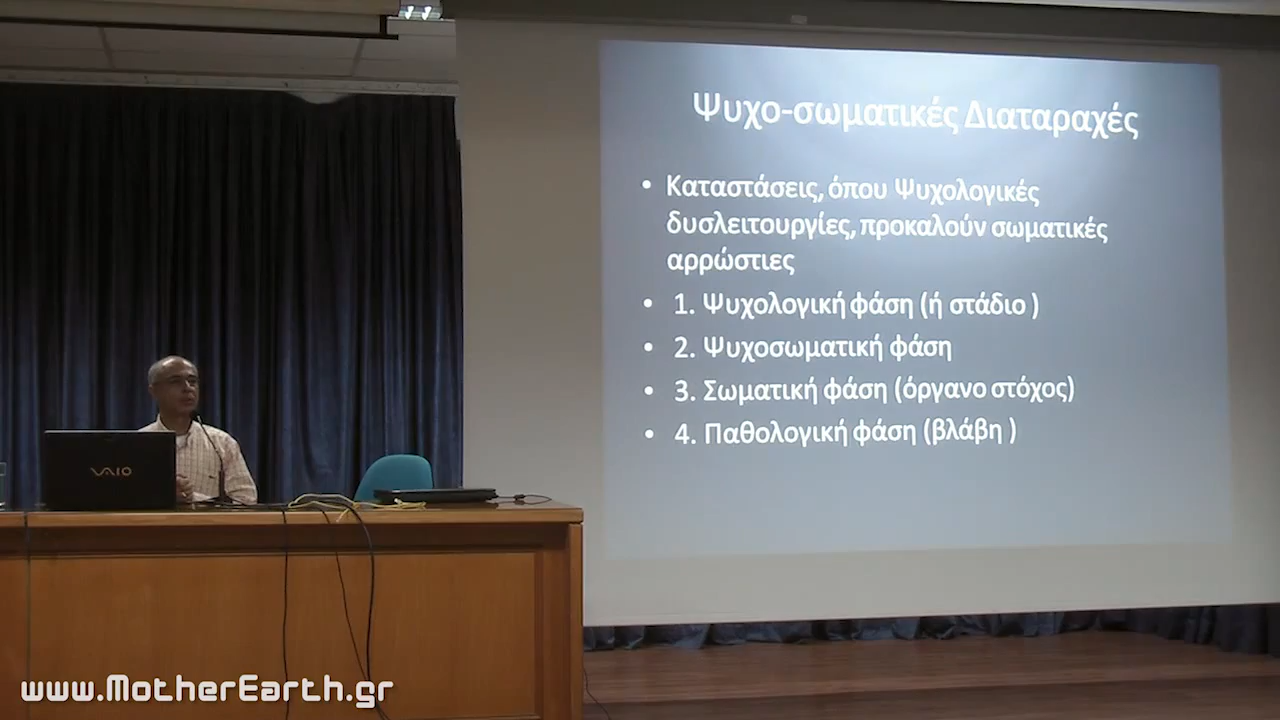 Ψυχο-σωματικές Διαταραχές
• Καταστάσεις, όπου Ψυχολογικές
δυσλειτουργίες, προκαλούν σωματικές
αρρώστιες
• 1. Ψυχολογική φάση (ή στάδιο )
• 2. Ψυχοσωματική φάση
• 3. Σωματική φάση (όργανο στόχος)
• 4. Παθολογική φάση (βλάβη )
VAIO
www.MotherEarth.gr